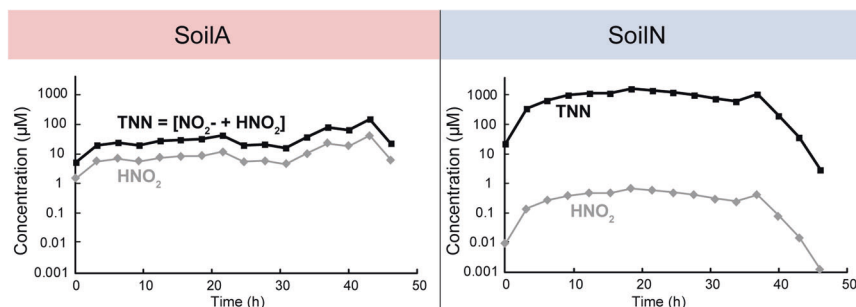 SoilA
SoilN
Concentration (µM)
1000
100
10
1
0.1
0.01
0.001
TNN = [NO₂- + HNO₂]
HNO₂
0
10
20
30
40
50
Time (h)
Concentration (µM)
1000
100
10
1
0.1
0.01
0.001
TNN
HNO₂
0
10
20
30
40
50
Time (h)